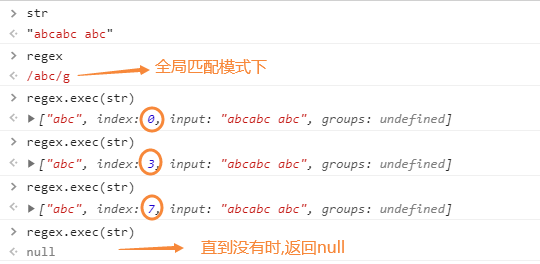 str
"abcabc abc"
regex
/abc/g 全局匹配模式下
regex.exec(str)
["abc", index: 0, input: "abcabc abc", groups: undefined]
regex.exec(str)
["abc", index: 3, input: "abcabc abc", groups: undefined]
regex.exec(str)
["abc", index: 7, input: "abcabc abc", groups: undefined]
regex.exec(str)
null 直到没有时,返回null